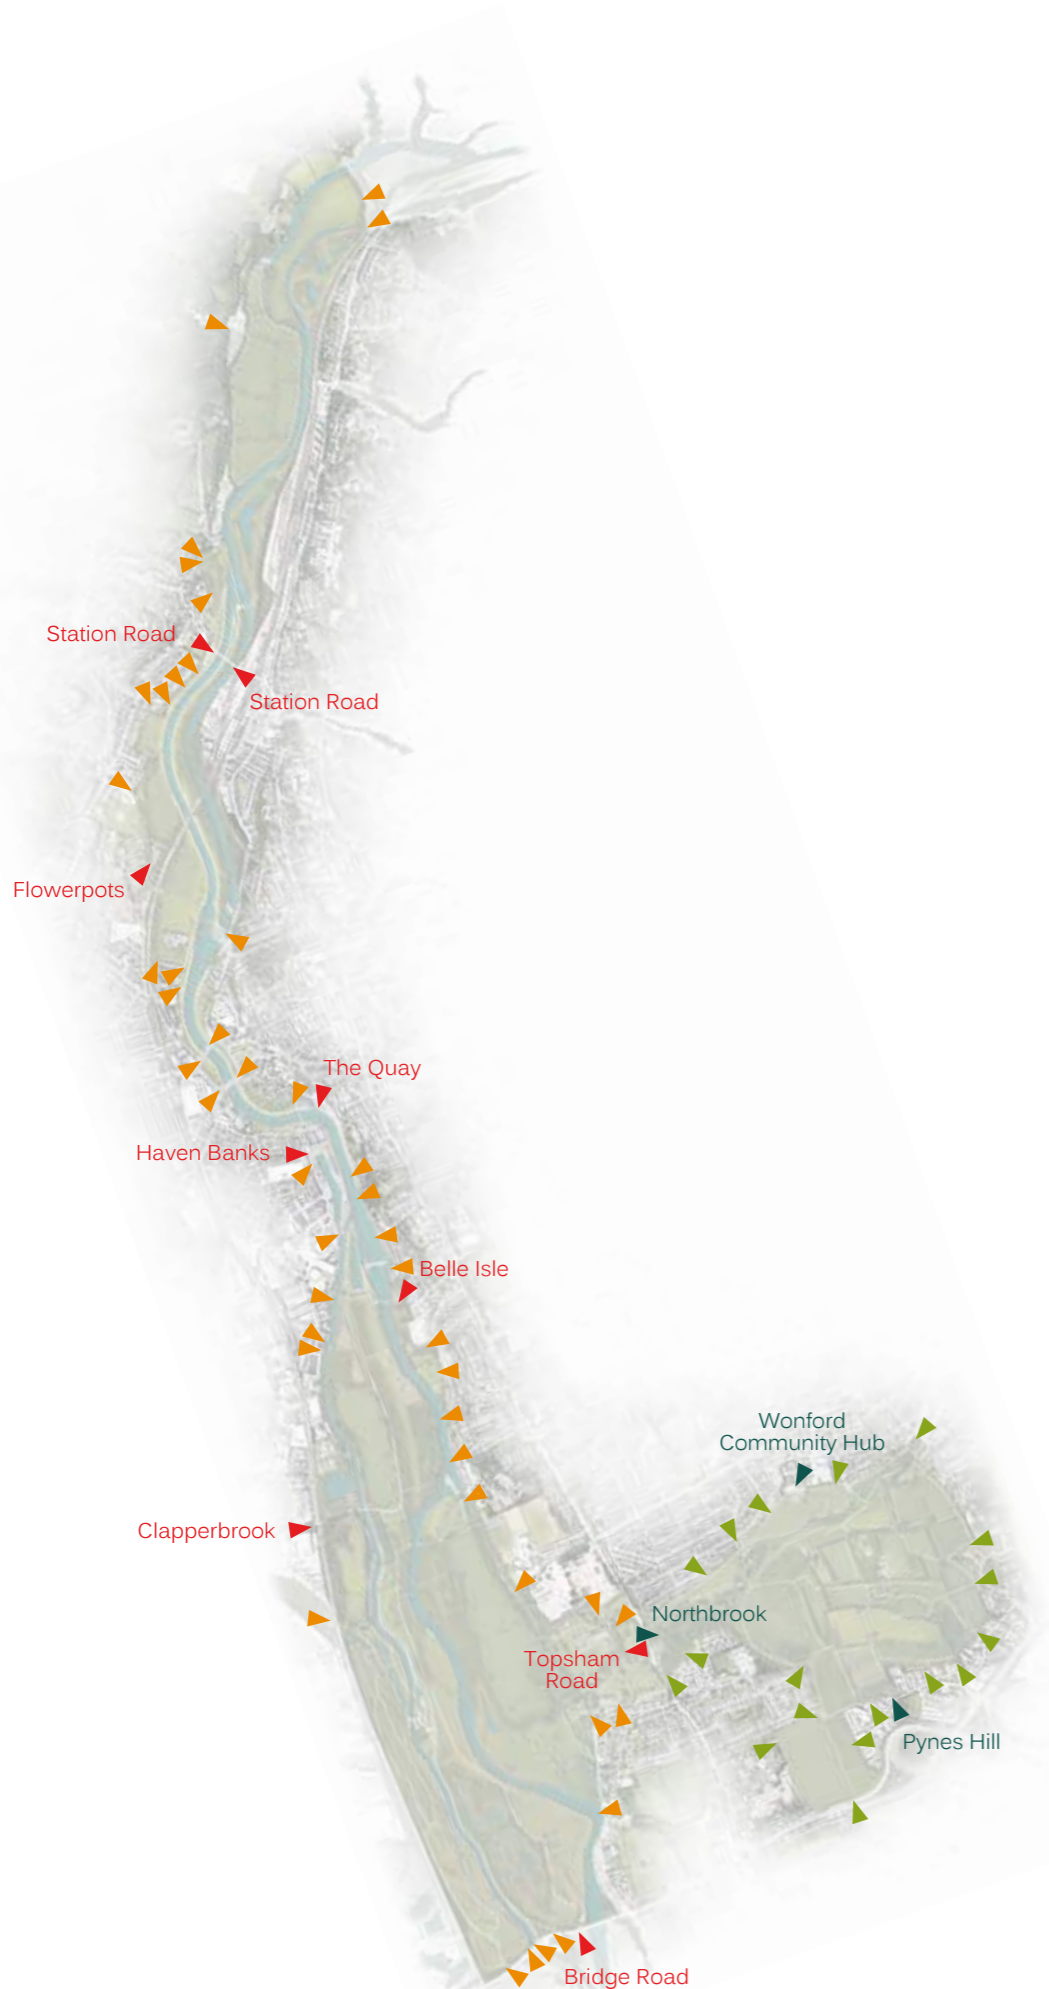 Station Road
Station Road
Flowerpots
The Quay
Haven Banks
Belle Isle
Wonford
Community Hub
Clapperbrook
Northbrook
Topsham
Road
Pynes Hill
Bridge Road